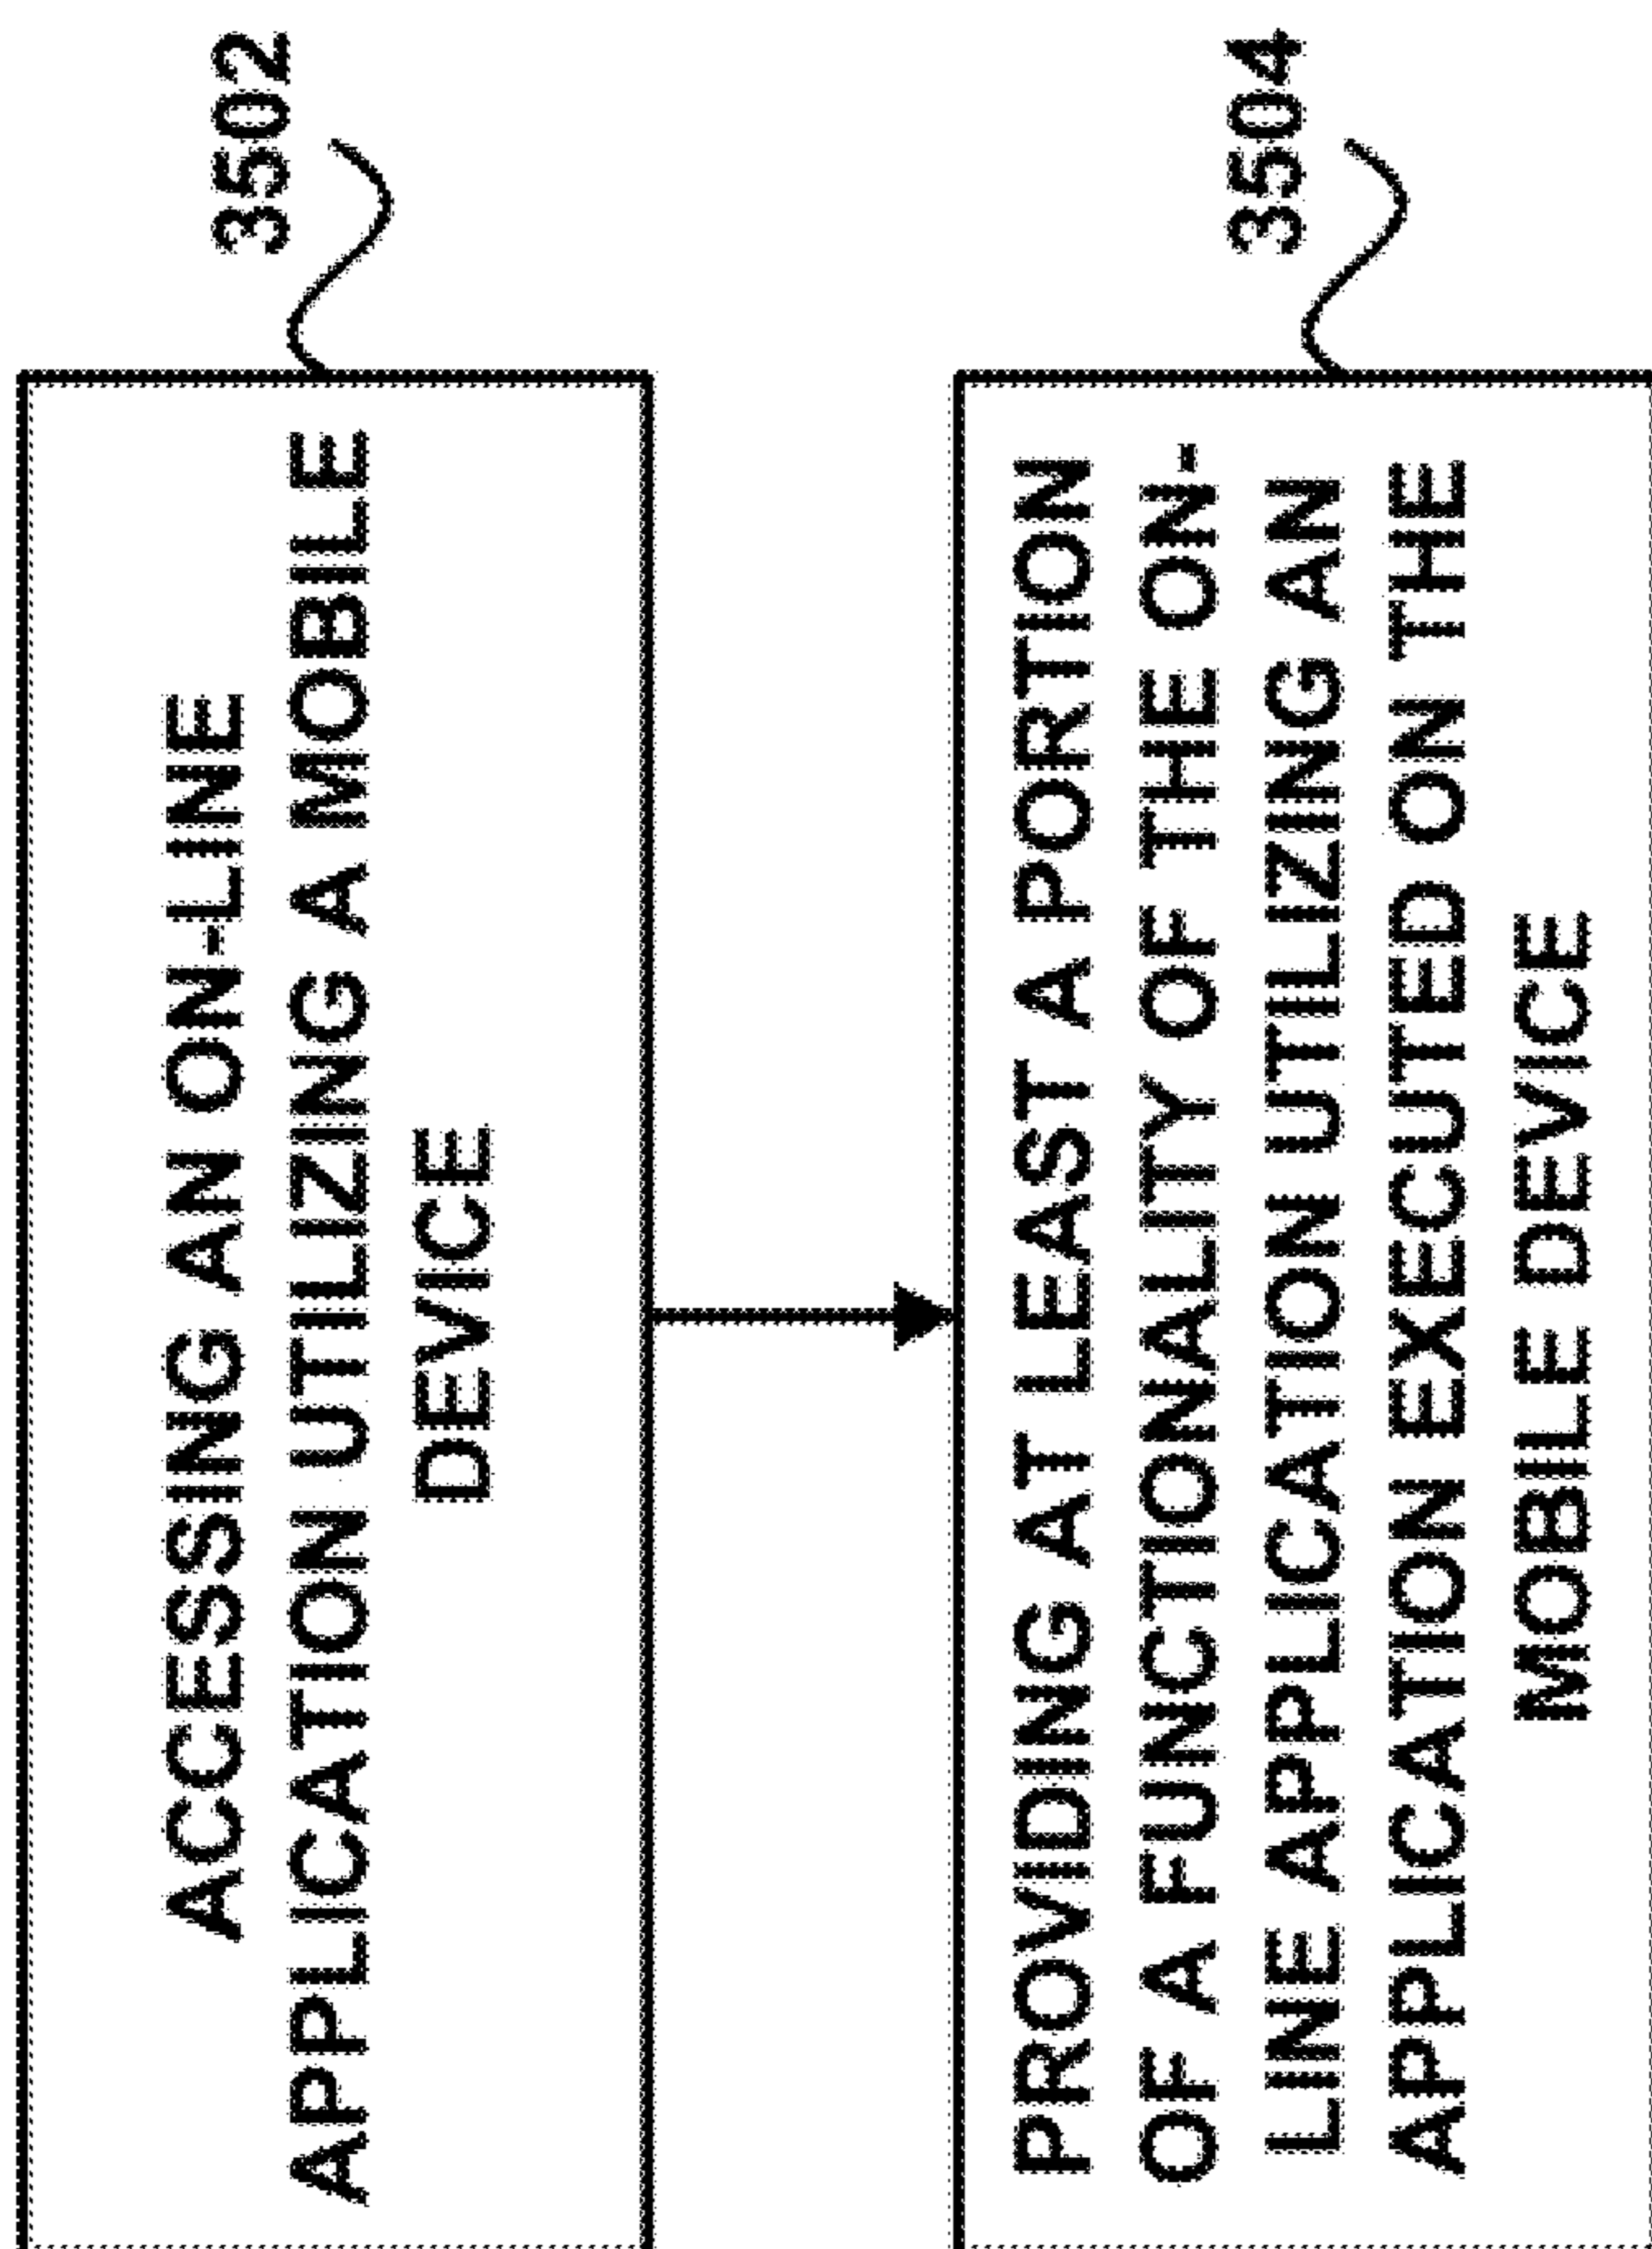 3502
ACCESSING AN ON-LINE
APPLICATION UTILIZING A MOBILE
DEVICE
3504
PROVIDING AT LEAST A PORTION
OF A FUNCTIONALITY OF THE ON-
LINE APPLICATION UTILIZING AN
APPLICATION EXECUTED ON THE
MOBILE DEVICE